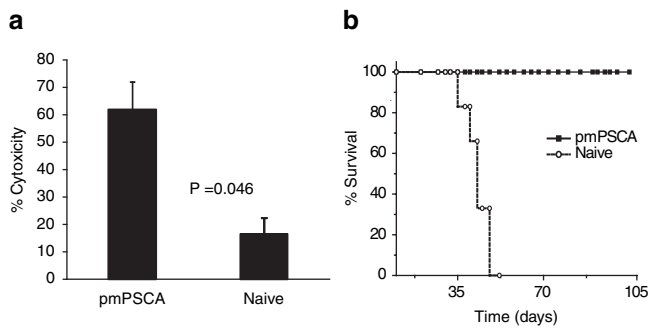 a
b
80
70
60
50
40
30
20
10
0
% Cytoxicity
P =0.046
pmPSCA
Naive
100
80
60
40
20
0
% Survival
pmPSCA
Naive
35
70
105
Time (days)